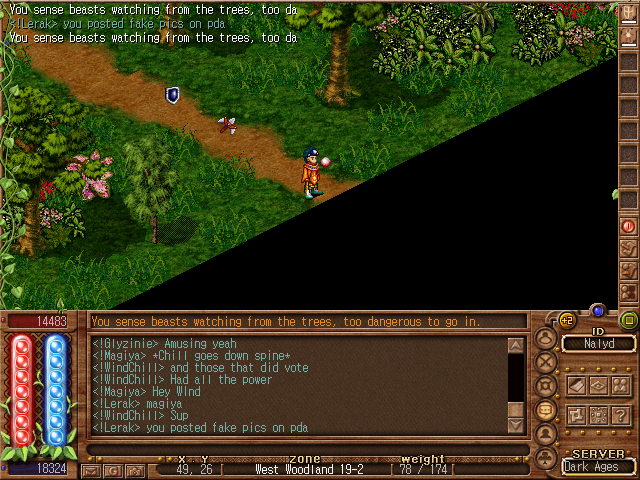 You sense beasts watching from the trees, too da
<!Lerak> you posted fake pics on pda
You sense beasts watching from the trees, too da
14483
You sense beasts watching from the trees, too dangerous to go in.
+2
ID
Nalyd
<!Glyzinie> Amusing yeah
<!Magiya> *Chill goes down spine*
<!WindChill> and those that did vote
<!WindChill> Had all the power
<!Magiya> Hey WInd
<!Lerak> magiya
<!WindChill> Sup
<!Lerak> you posted fake pics on pda
?
x y zone weight
SERVER
18324
G
49, 26 West Woodland 19-2 78 / 174
Dark Ages